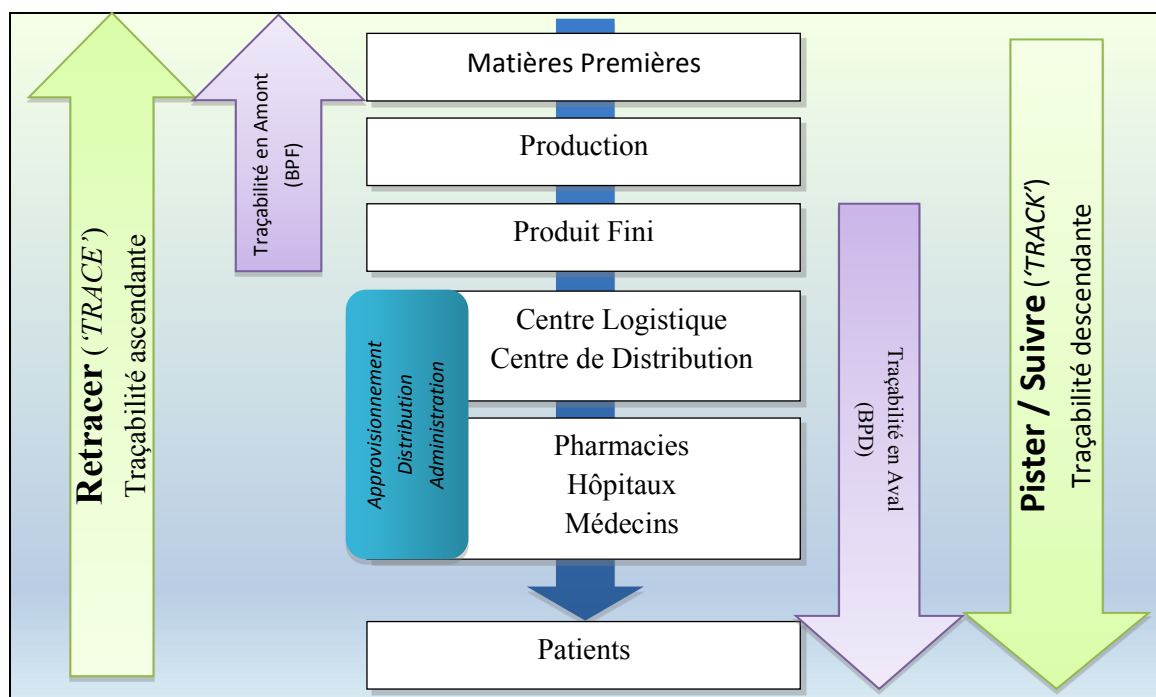 Matières Premières
Production
Produit Fini
Centre Logistique
Centre de Distribution
Pharmacies
Hôpitaux
Médecins
Patients
Retracer (‘TRACE’)
Traçabilité ascendante
Traçabilité en Amont
(BPF)
Approvisionnement
Distribution
Administration
Traçabilité en Aval
(BPD)
Pister / Suivre (‘TRACK’)
Traçabilité descendante